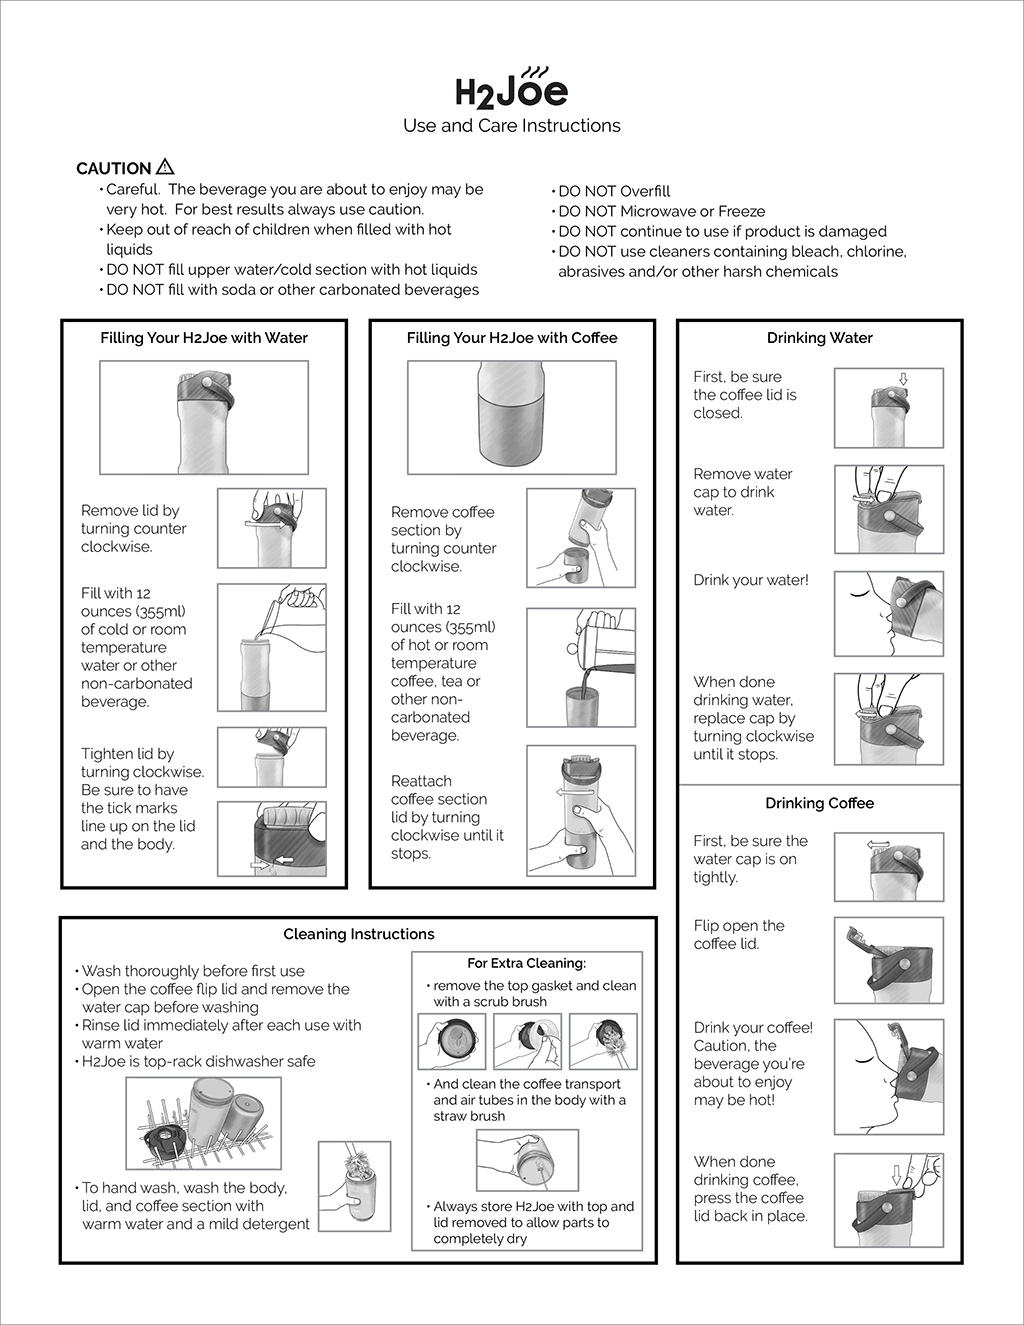 H2Joe
Use and Care Instructions
CAUTION
• Careful. The beverage you are about to enjoy may be
very hot. For best results always use caution.
• Keep out of reach of children when filled with hot
liquids
• DO NOT fill upper water/cold section with hot liquids
• DO NOT fill with soda or other carbonated beverages
• DO NOT Overfill
• DO NOT Microwave or Freeze
• DO NOT continue to use if product is damaged
• DO NOT use cleaners containing bleach, chlorine,
abrasives and/or other harsh chemicals
Filling Your H2Joe with Water
Remove lid by
turning counter
clockwise.
Fill with 12
ounces (355ml)
of cold or room
temperature
water or other
non-carbonated
beverage.
Tighten lid by
turning clockwise.
Be sure to have
the tick marks
line up on the lid
and the body.
Filling Your H2Joe with Coffee
Remove coffee
section by
turning counter
clockwise.
Fill with 12
ounces (355ml)
of hot or room
temperature
coffee, tea or
other non-
carbonated
beverage.
Reattach
coffee section
lid by turning
clockwise until it
stops.
Drinking Water
First, be sure
the coffee lid is
closed.
Remove water
cap to drink
water.
Drink your water!
When done
drinking water,
replace cap by
turning clockwise
until it stops.
Drinking Coffee
First, be sure the
water cap is on
tightly.
Flip open the
coffee lid.
Drink your coffee!
Caution, the
beverage you're
about to enjoy
may be hot!
When done
drinking coffee,
press the coffee
lid back in place.
Cleaning Instructions
• Wash thoroughly before first use
• Open the coffee flip lid and remove the
water cap before washing
• Rinse lid immediately after each use with
warm water
• H2Joe is top-rack dishwasher safe
• To hand wash, wash the body,
lid, and coffee section with
warm water and a mild detergent
For Extra Cleaning:
• remove the top gasket and clean
with a scrub brush
• And clean the coffee transport
and air tubes in the body with a
straw brush
• Always store H2Joe with top and
lid removed to allow parts to
completely dry